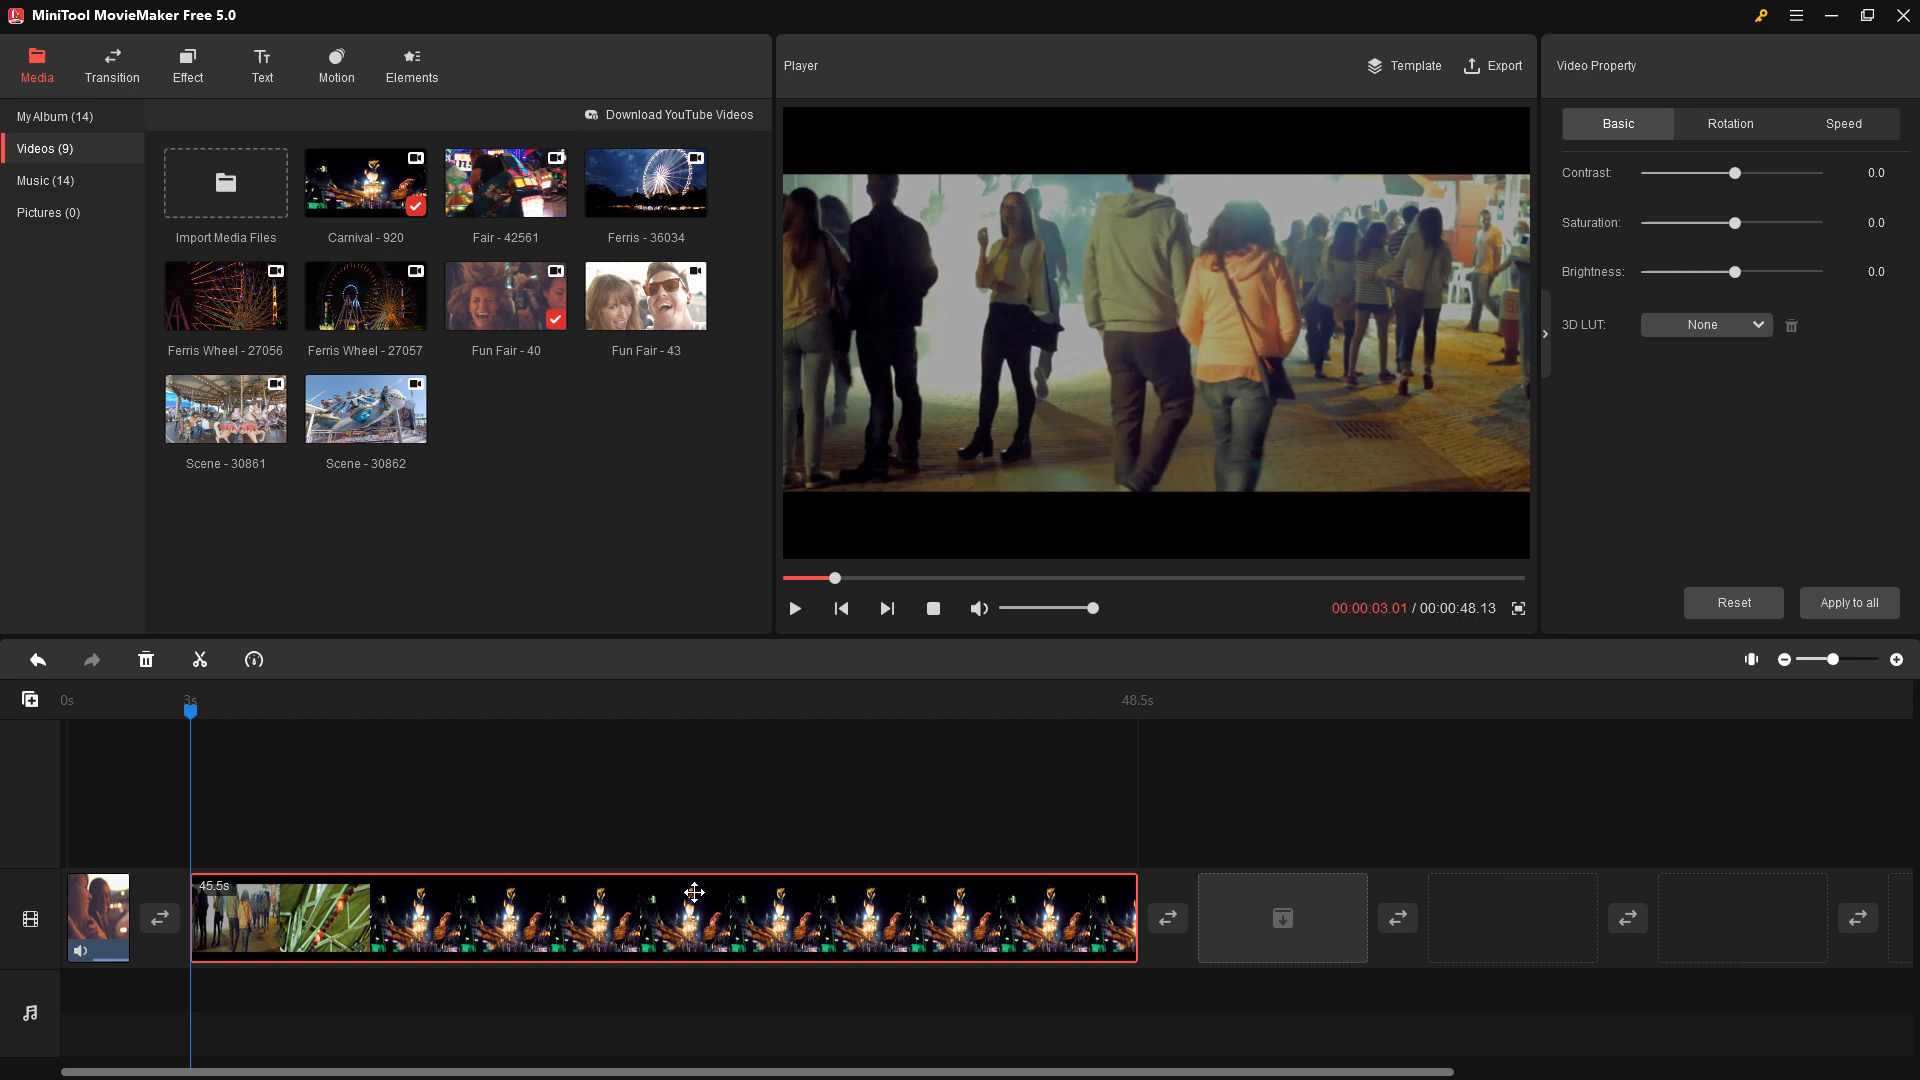 MiniTool MovieMaker Free 5.0
Media
Transition
Effect
Text
Motion
Elements
Player
Template
Export
Video Property
My Album (14)
Videos (9)
Music (14)
Pictures (0)
Download YouTube Videos
Import Media Files
Carnival - 920
Fair - 42561
Ferris - 36034
Ferris Wheel - 27056
Ferris Wheel - 27057
Fun Fair - 40
Fun Fair - 43
Scene - 30861
Scene - 30862
00:00:03.01 / 00:00:48.13
Basic
Rotation
Speed
Contrast:
0.0
Saturation:
0.0
Brightness:
0.0
3D LUT:
None
Reset
Apply to all
0s
3s
48.5s
45.5s